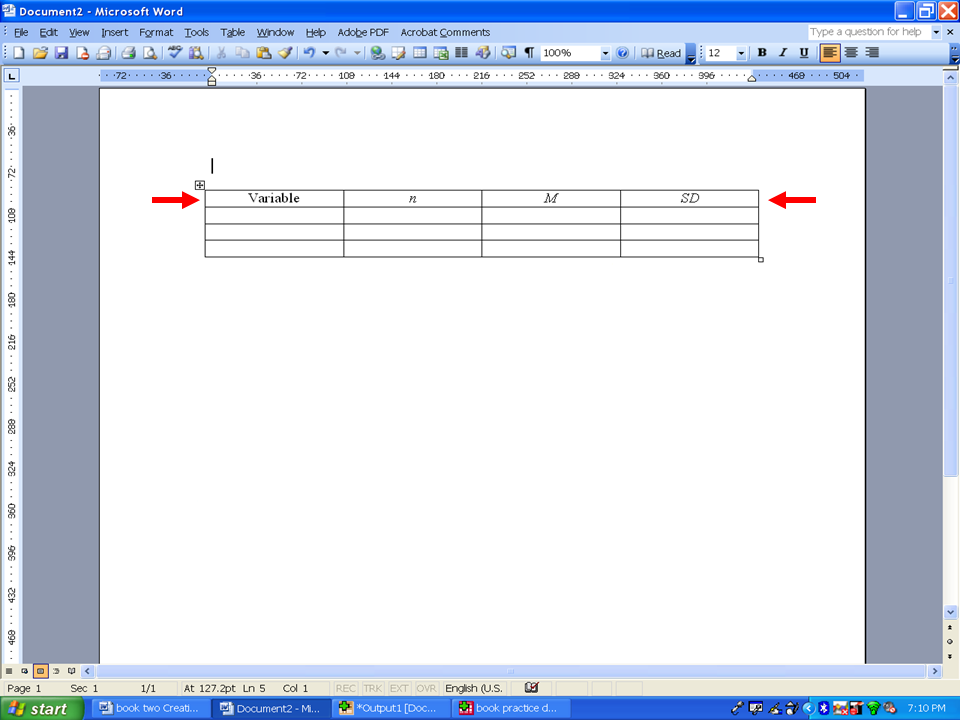 Document2 - Microsoft Word
File Edit View Insert Format Tools Table Window Help Adobe PDF Acrobat Comments Type a question for help
100% Read 12 B I U
L 72 36 36 72 108 144 180 216 252 288 324 360 396 468 504
36
72
108
144
180
216
252
288
324
360
396
432
468
Variable n M SD
Page 1 Sec 1 1/1 At 127.2pt Ln 5 Col 1 REC TRK EXT OVR English (U.S.
start book two Creati... Document2 - Mi... *Output1 [Doc... book practice d... 7:10 PM